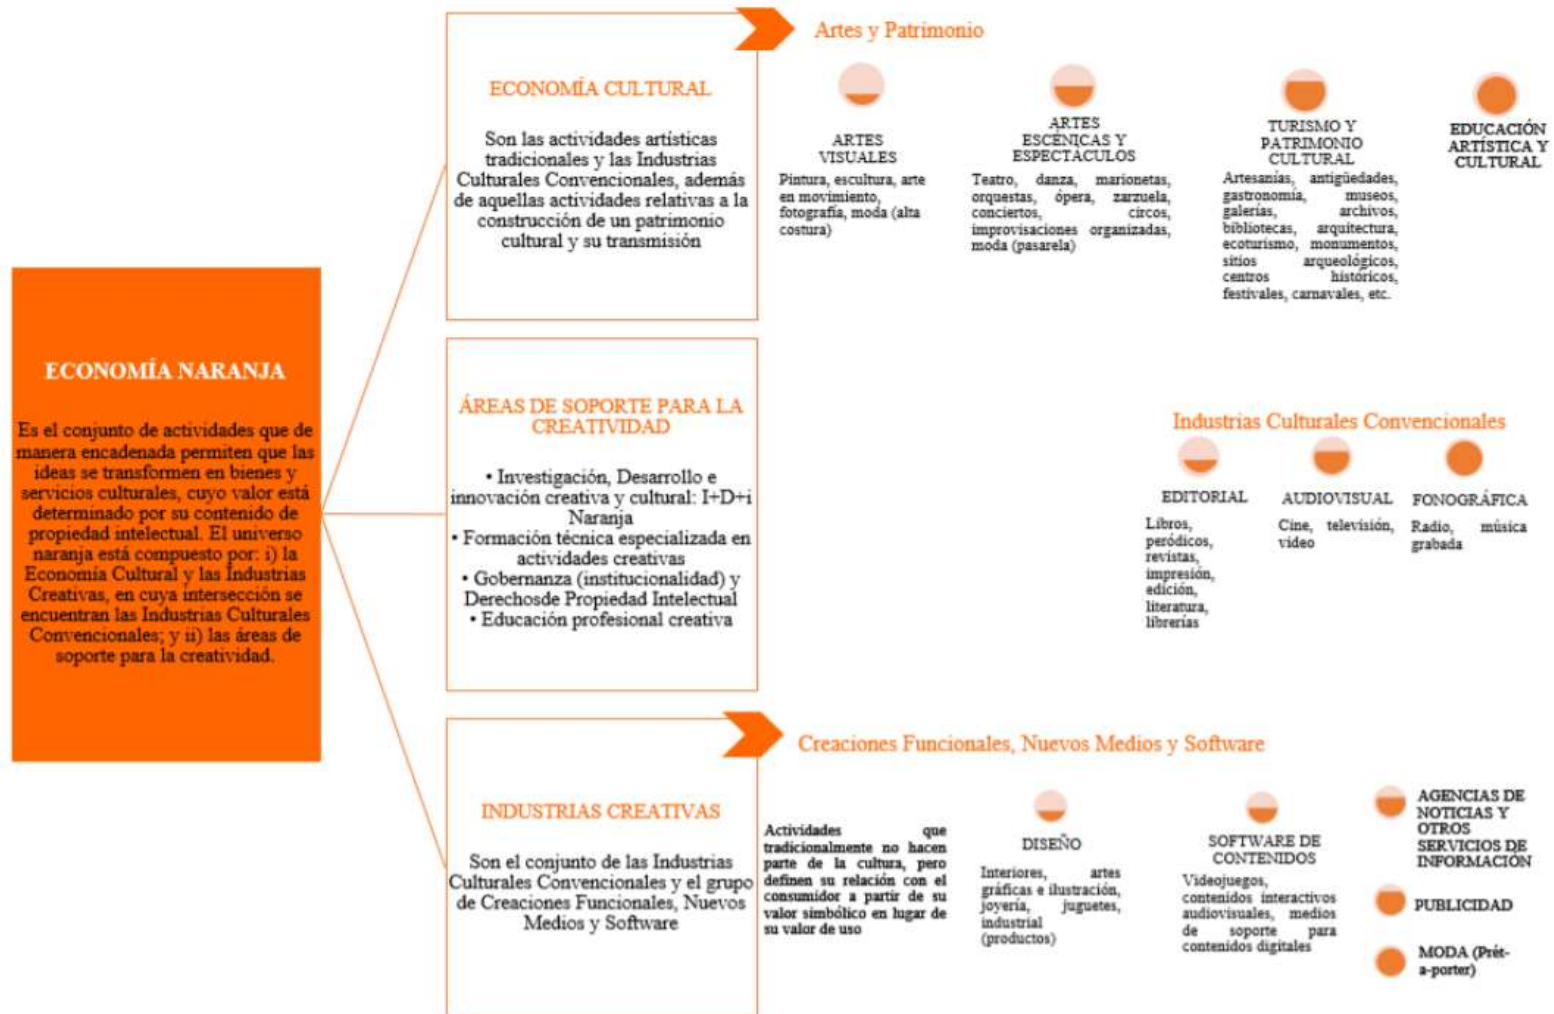 ECONOMÍA NARANJA
Es el conjunto de actividades que de
manera encadenada permiten que las
ideas se transformen en bienes y
servicios culturales, cuyo valor está
determinado por su contenido de
propiedad intelectual. El universo
naranja está compuesto por: i) la
Economía Cultural y las Industrias
Creativas, en cuya intersección se
encuentran las Industrias Culturales
Convencionales; y ii) las áreas de
soporte para la creatividad.
ECONOMÍA CULTURAL
Son las actividades artísticas
tradicionales y las Industrias
Culturales Convencionales, además
de aquellas actividades relativas a la
construcción de un patrimonio
cultural y su transmisión
Artes y Patrimonio
ARTES
VISUALES
Pintura, escultura, arte
en movimiento,
fotografía, moda (alta
costura)
ARTES
ESCÉNICAS Y
ESPECTÁCULOS
Teatro, danza, marionetas,
orquestas, ópera, zarzuela,
conciertos, circos,
improvisaciones organizadas,
moda (pasarela)
TURISMO Y
PATRIMONIO
CULTURAL
Artesanías, antigüedades,
gastronomía, museos,
galerías, archivos,
bibliotecas, arquitectura,
ecoturismo, monumentos,
sitios arqueológicos,
centros históricos,
festivales, carnavales, etc.
EDUCACIÓN
ARTÍSTICA Y
CULTURAL
ÁREAS DE SOPORTE PARA LA
CREATIVIDAD
• Investigación, Desarrollo e
innovación creativa y cultural: I+D+i
Naranja
• Formación técnica especializada en
actividades creativas
• Gobernanza (institucionalidad) y
Derechosde Propiedad Intelectual
• Educación profesional creativa
Industrias Culturales Convencionales
EDITORIAL
Libros,
peródicos,
revistas,
impresión,
edición,
literatura,
librerías
AUDIOVISUAL
Cine, televisión,
video
FONOGRÁFICA
Radio, música
grabada
INDUSTRIAS CREATIVAS
Son el conjunto de las Industrias
Culturales Convencionales y el grupo
de Creaciones Funcionales, Nuevos
Medios y Software
Creaciones Funcionales, Nuevos Medios y Software
Actividades que
tradicionalmente no hacen
parte de la cultura, pero
definen su relación con el
consumidor a partir de su
valor simbólico en lugar de
su valor de uso
DISEÑO
Interiores, artes
gráficas e ilustración,
joyería, juguetes,
industrial
(productos)
SOFTWARE DE
CONTENIDOS
Videojuegos,
contenidos interactivos
audiovisuales, medios
de soporte para
contenidos digitales
AGENCIAS DE
NOTICIAS Y
OTROS
SERVICIOS DE
INFORMACIÓN
PUBLICIDAD
MODA (Prét-
a-porter)